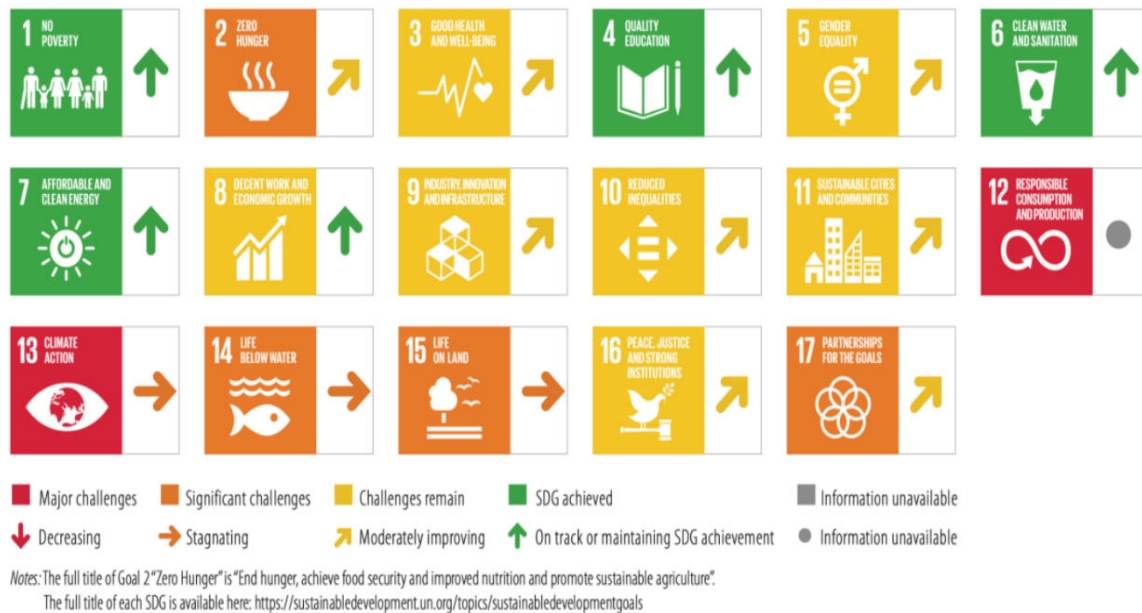 1 NO
POVERTY
2 ZERO
HUNGER
3 GOOD HEALTH
AND WELL-BEING
4 QUALITY
EDUCATION
5 GENDER
EQUALITY
6 CLEAN WATER
AND SANITATION
7 AFFORDABLE AND
CLEAN ENERGY
8 DECENT WORK AND
ECONOMIC GROWTH
9 INDUSTRY, INNOVATION
AND INFRASTRUCTURE
10 REDUCED
INEQUALITIES
11 SUSTAINABLE CITIES
AND COMMUNITIES
12 RESPONSIBLE
CONSUMPTION
AND PRODUCTION
13 CLIMATE
ACTION
14 LIFE
BELOW WATER
15 LIFE
ON LAND
16 PEACE, JUSTICE
AND STRONG
INSTITUTIONS
17 PARTNERSHIPS
FOR THE GOALS
Major challenges Significant challenges Challenges remain SDG achieved Information unavailable
Decreasing Stagnating Moderately improving On track or maintaining SDG achievement Information unavailable
Notes: The full title of Goal 2 “Zero Hunger” is “End hunger, achieve food security and improved nutrition and promote sustainable agriculture”.
The full title of each SDG is available here: https://sustainabledevelopment.un.org/topics/sustainabledevelopmentgoals